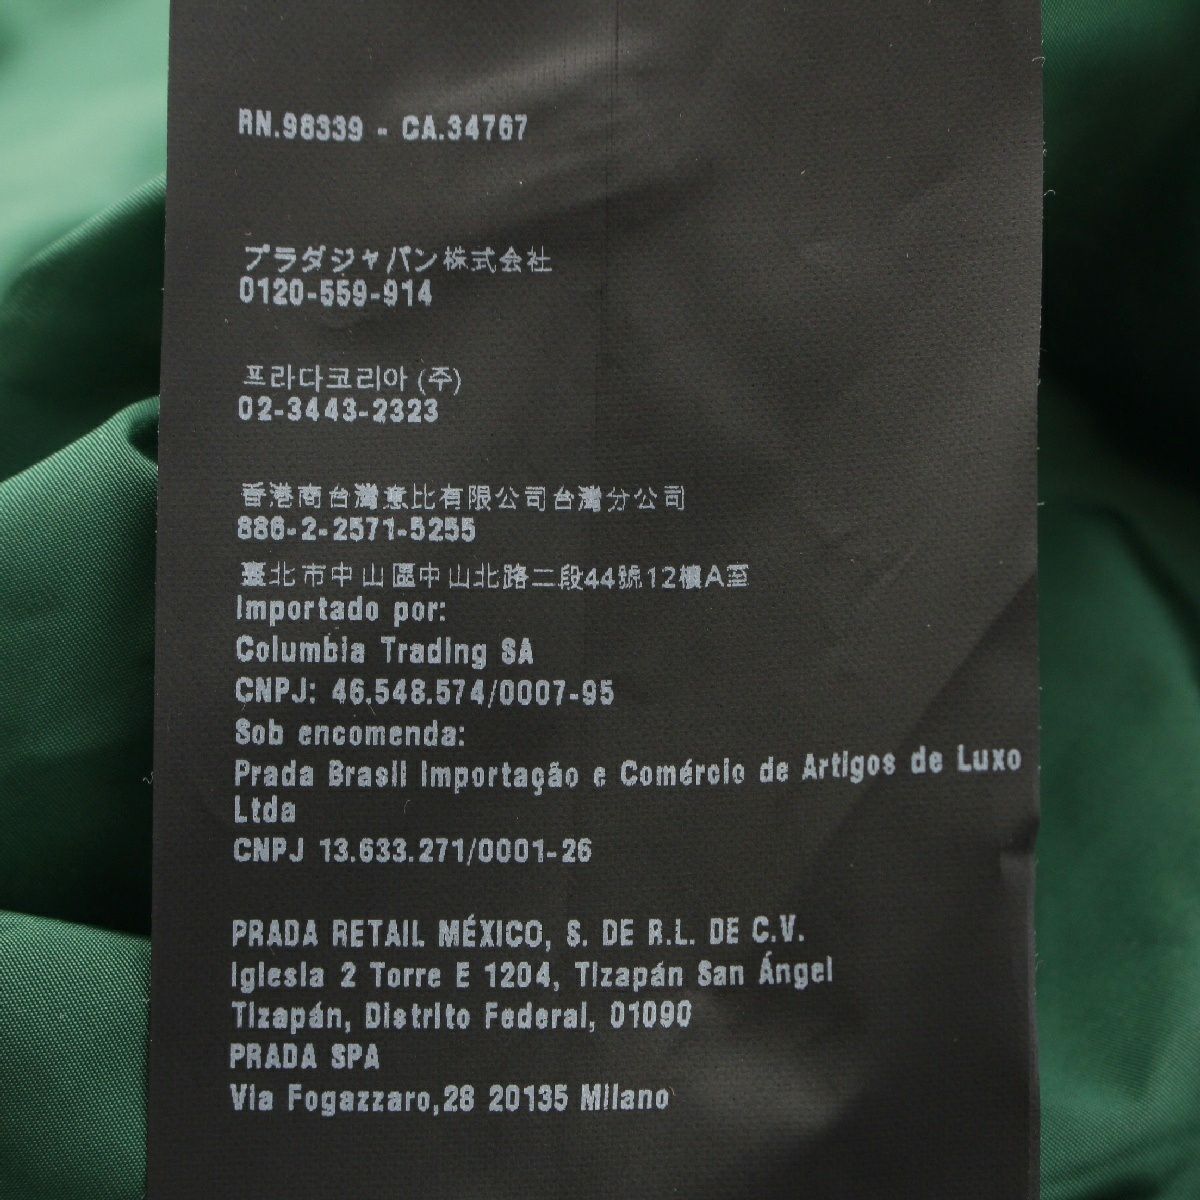 RN.98339 - CA.34767
プラダジャパン株式会社
0120-559-914
프라다코리아 (주)
02-3443-2323
香港商台灣意比有限公司台灣分公司
886-2-2571-5255
臺北市中山區中山北路二段44號12樓A室
Importado por:
Columbia Trading SA
CNPJ: 46.548.574/0007-95
Sob encomenda:
Prada Brasil Importação e Comércio de Artigos de Luxo
Ltda
CNPJ 13.633.271/0001-26
PRADA RETAIL MÉXICO, S. DE R.L. DE C.V.
Iglesia 2 Torre E 1204, Tizapán San Ángel
Tizapán, Distrito Federal, 01090
PRADA SPA
Via Fogazzaro,28 20135 Milano